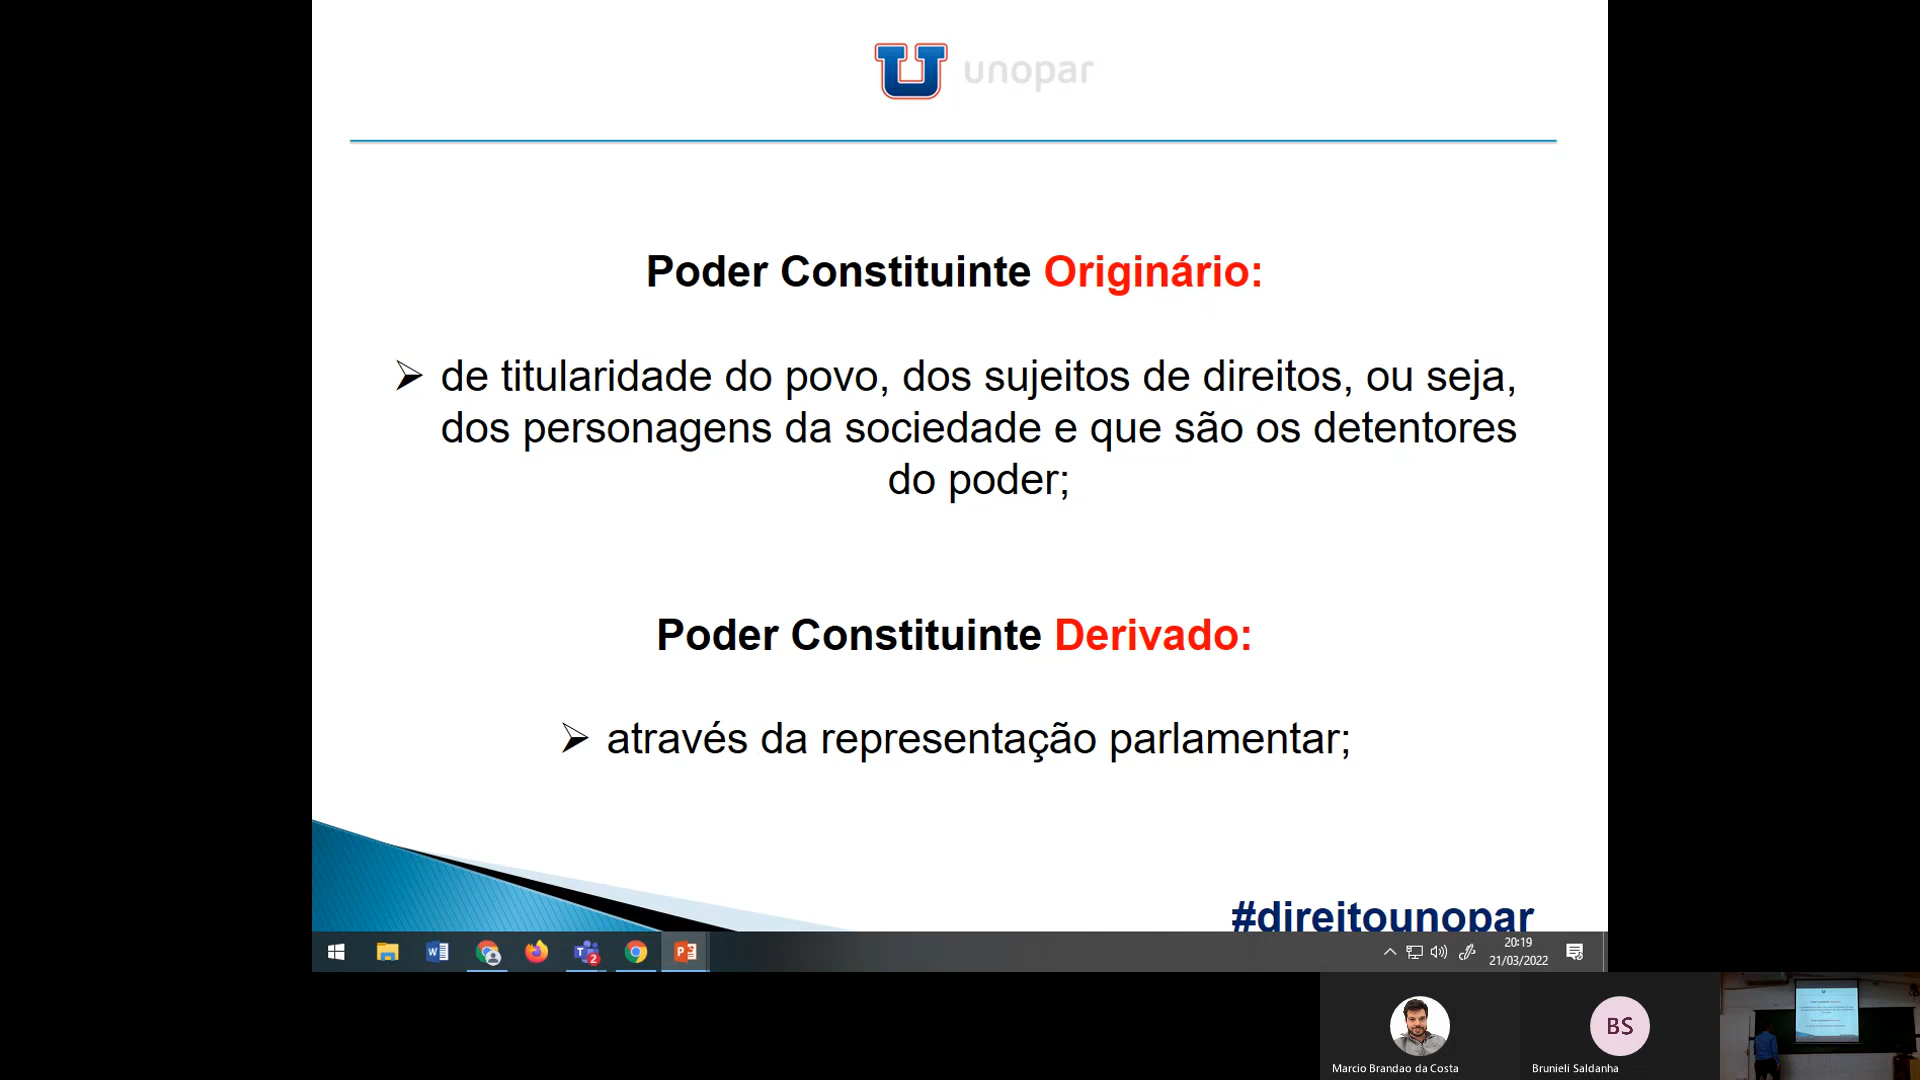 unopar
Poder Constituinte Originário:
de titularidade do povo, dos sujeitos de direitos, ou seja,
dos personagens da sociedade e que são os detentores
do poder;
Poder Constituinte Derivado:
através da representação parlamentar;
#direitounopar
20:19
21/03/2022
2
Marcio Brandao da Costa
BS
Brunieli Saldanha